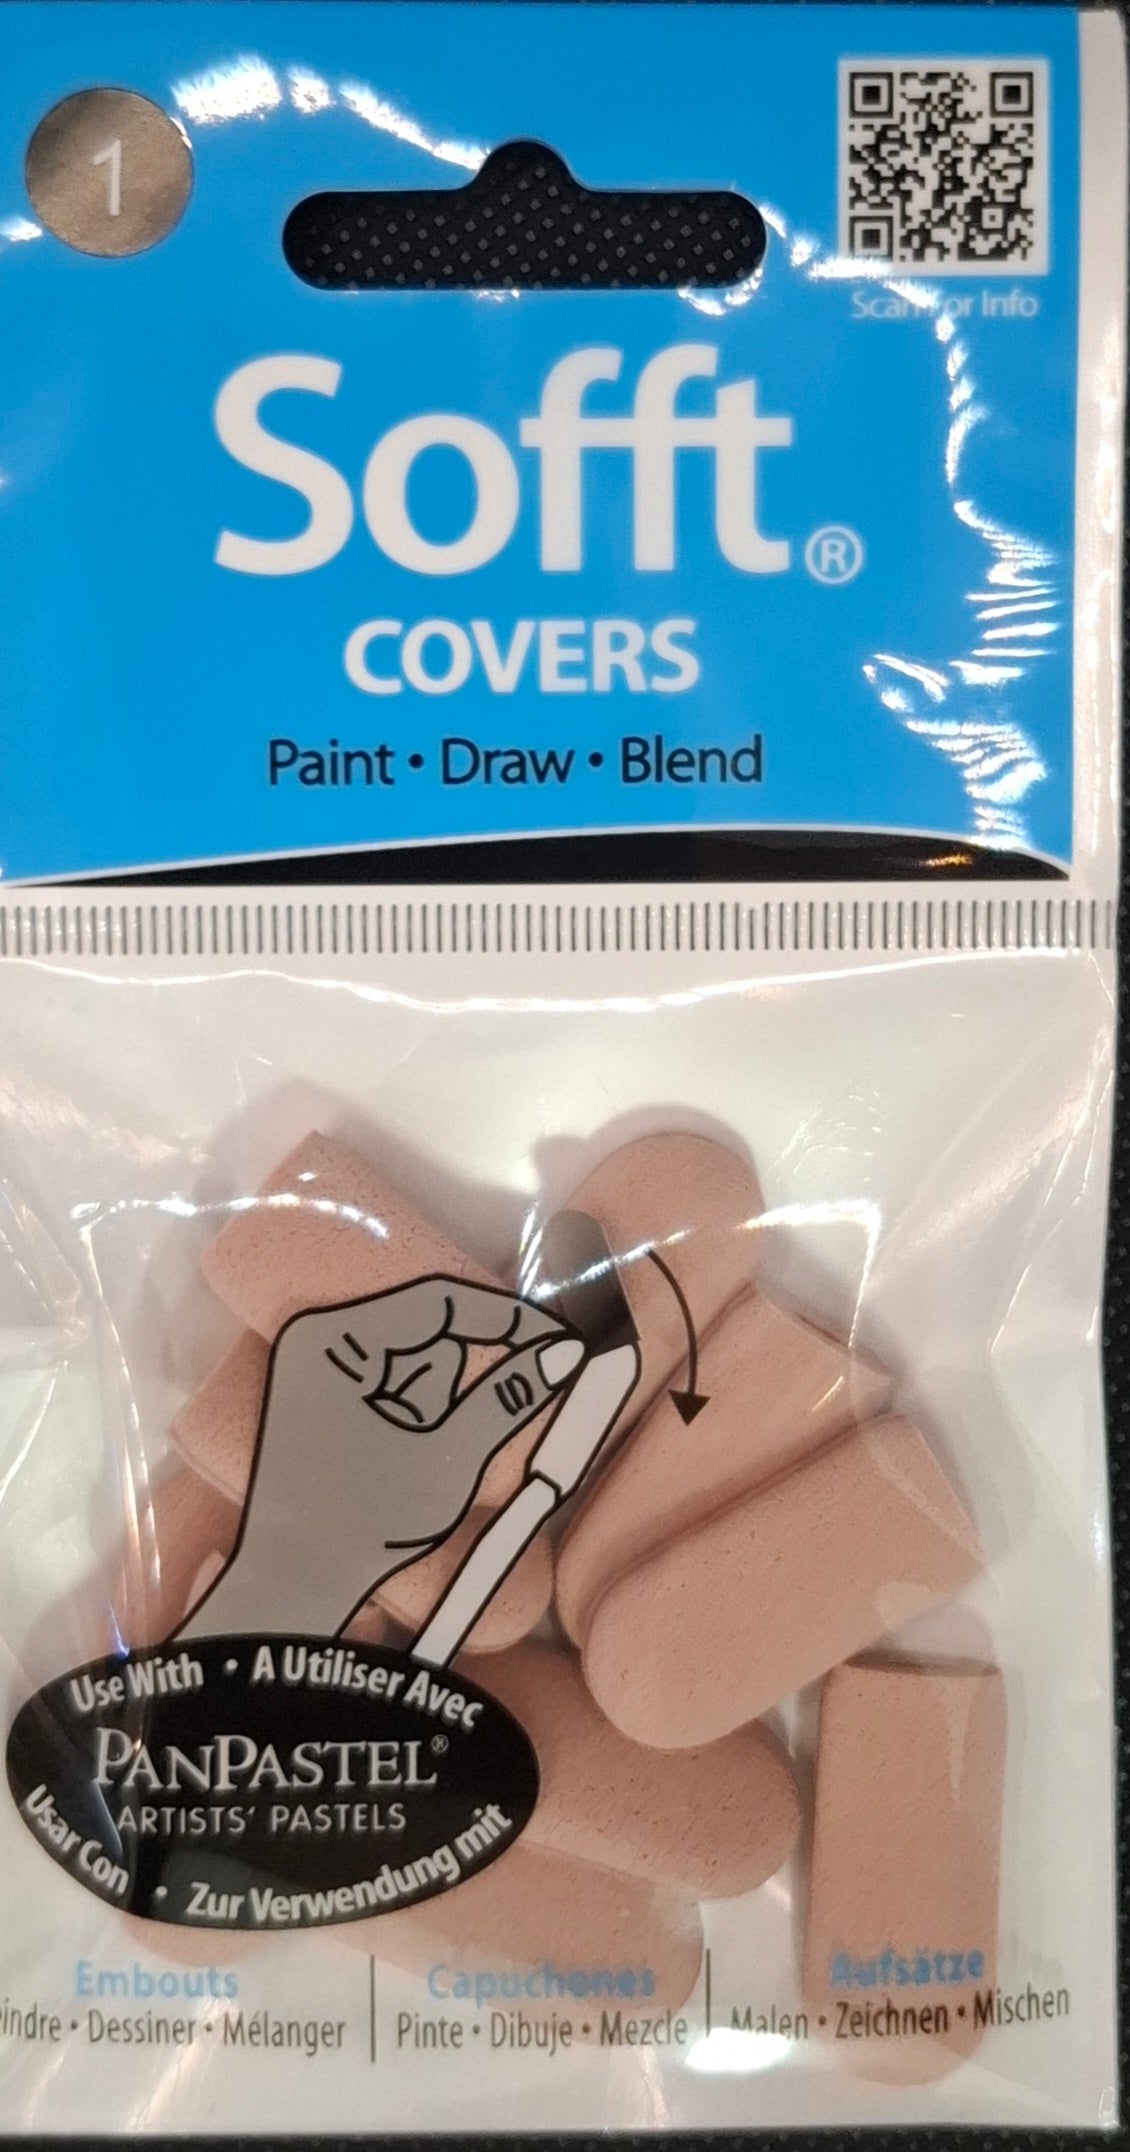 1
Scan For Info
Sofft®
COVERS
Paint • Draw • Blend
Use With • A Utiliser Avec
PANPASTEL®
ARTISTS' PASTELS
Usar Con • Zur Verwendung mit
Embouts
Capuchones
Aufsätze
Dessiner • Mélanger
Pinte • Dibuje • Mezcle
Malen • Zeichnen • Mischen